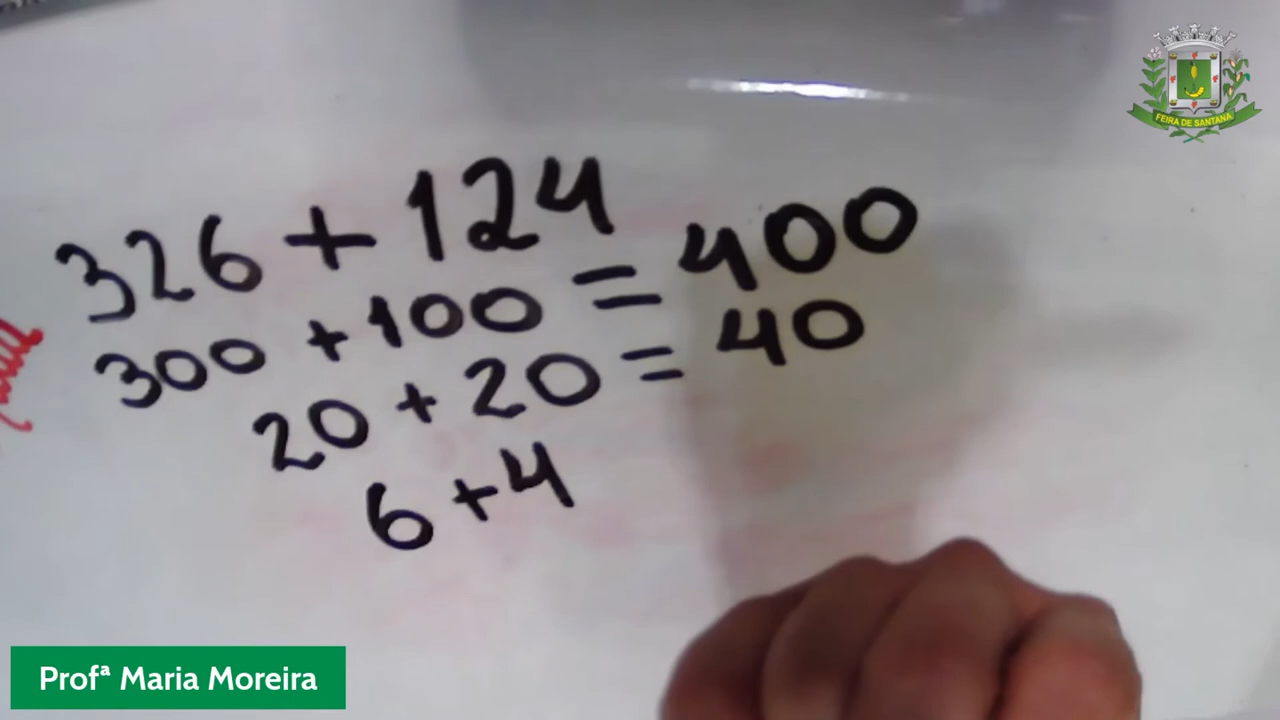 326 + 124
300 + 100 = 400
20 + 20 = 40
6 + 4
FEIRA DE SANTANA
Profª Maria Moreira